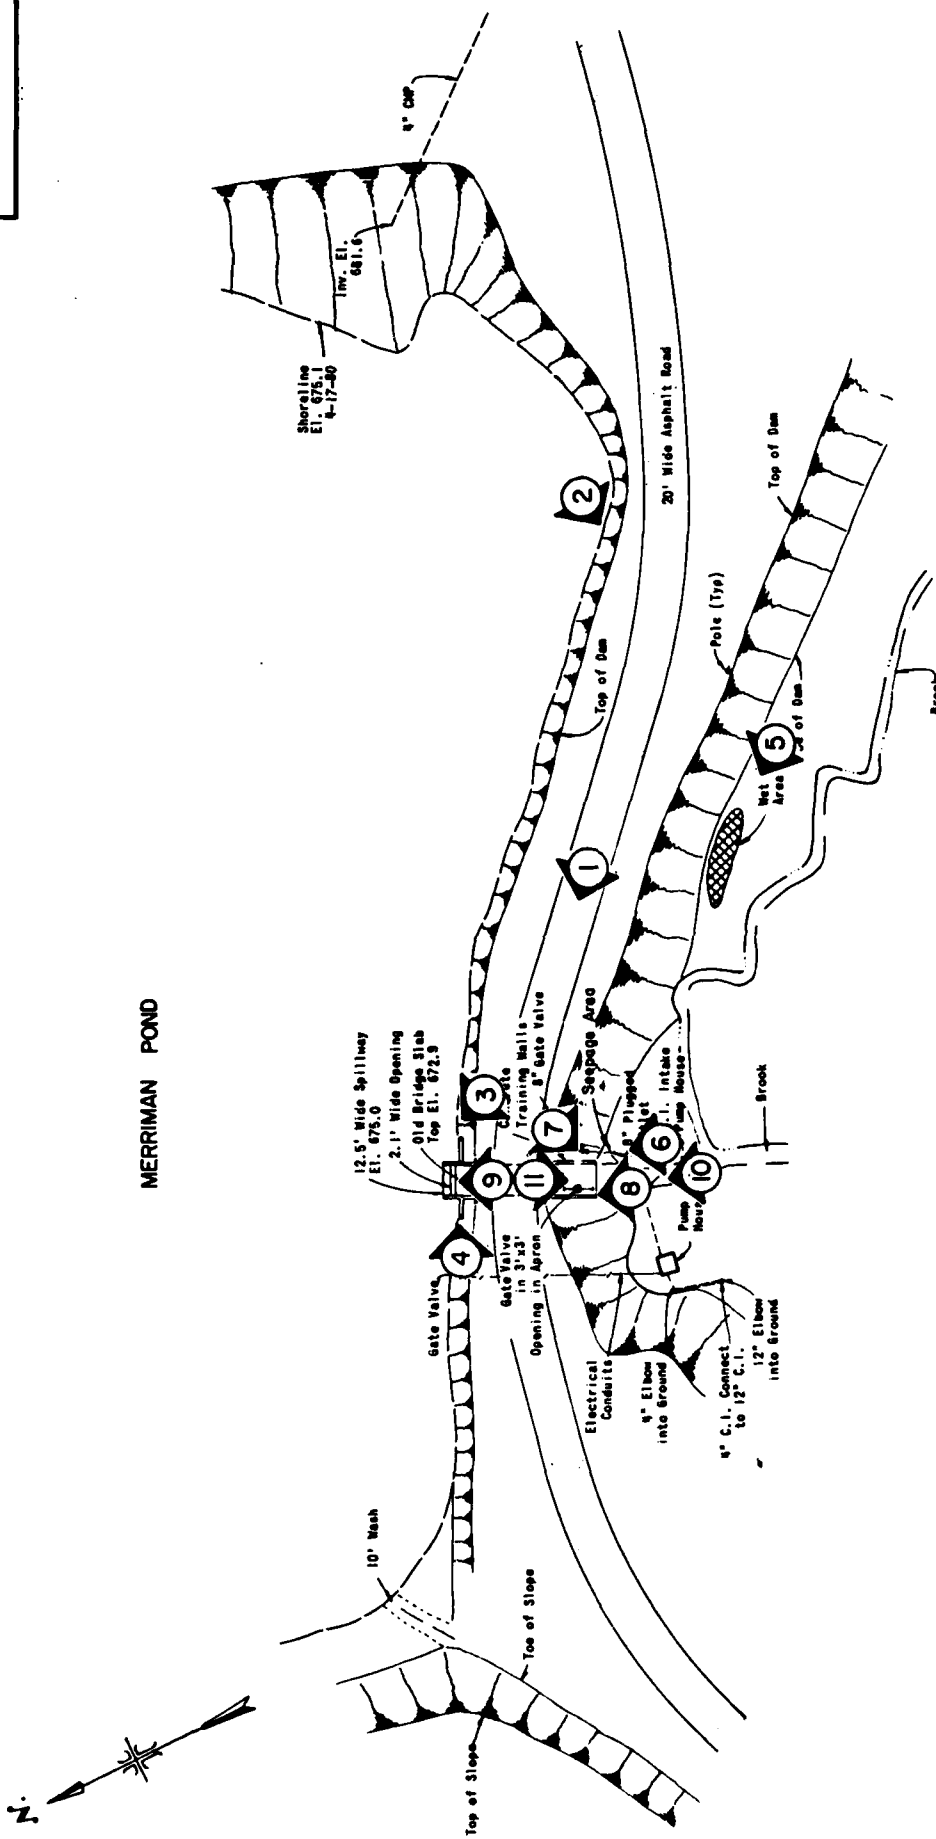 MERRIMAN POND
N.
4" CMP
Inv. El.
681.6
Shoreline
El. 675.1
4-17-80
20' Wide Asphalt Road
2
Top of Dam
Top of Dam
Pole (Typ)
1
5
of Dam
Wet
Area
12.5' Wide Spillway
El. 675.0
2.1' Wide Opening
Old Bridge Slab
Top El. 672.9
3
Training Walls
8" Gate Valve
Seepage Area
8" Plugged
Intake
Pump House
7
6
9
11
8
10
Brook
4
Gate Valve
Gate Valve
in 3'x3'
Opening in Apron
Pump
Electrical
Conduits
4" Elbow
into Ground
4" C.I. Connect
to 12" C.I.
12" Elbow
into Ground
10' Wash
Toe of Slope
Top of Slope